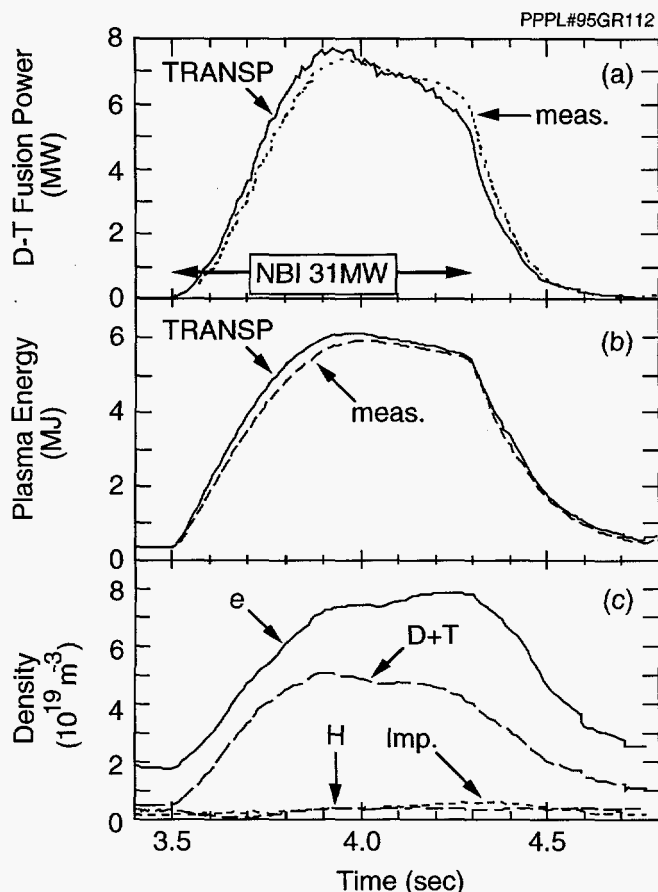 PPPL#95GR112
8
6
4
2
0
D-T Fusion Power
(MW)
TRANSP
(a)
meas.
NBI 31MW
6
4
2
0
Plasma Energy
(MJ)
TRANSP
(b)
meas.
8
6
4
2
0
Density
(10¹⁹ m⁻³)
e
(c)
D+T
H
Imp.
3.5
4.0
4.5
Time (sec)